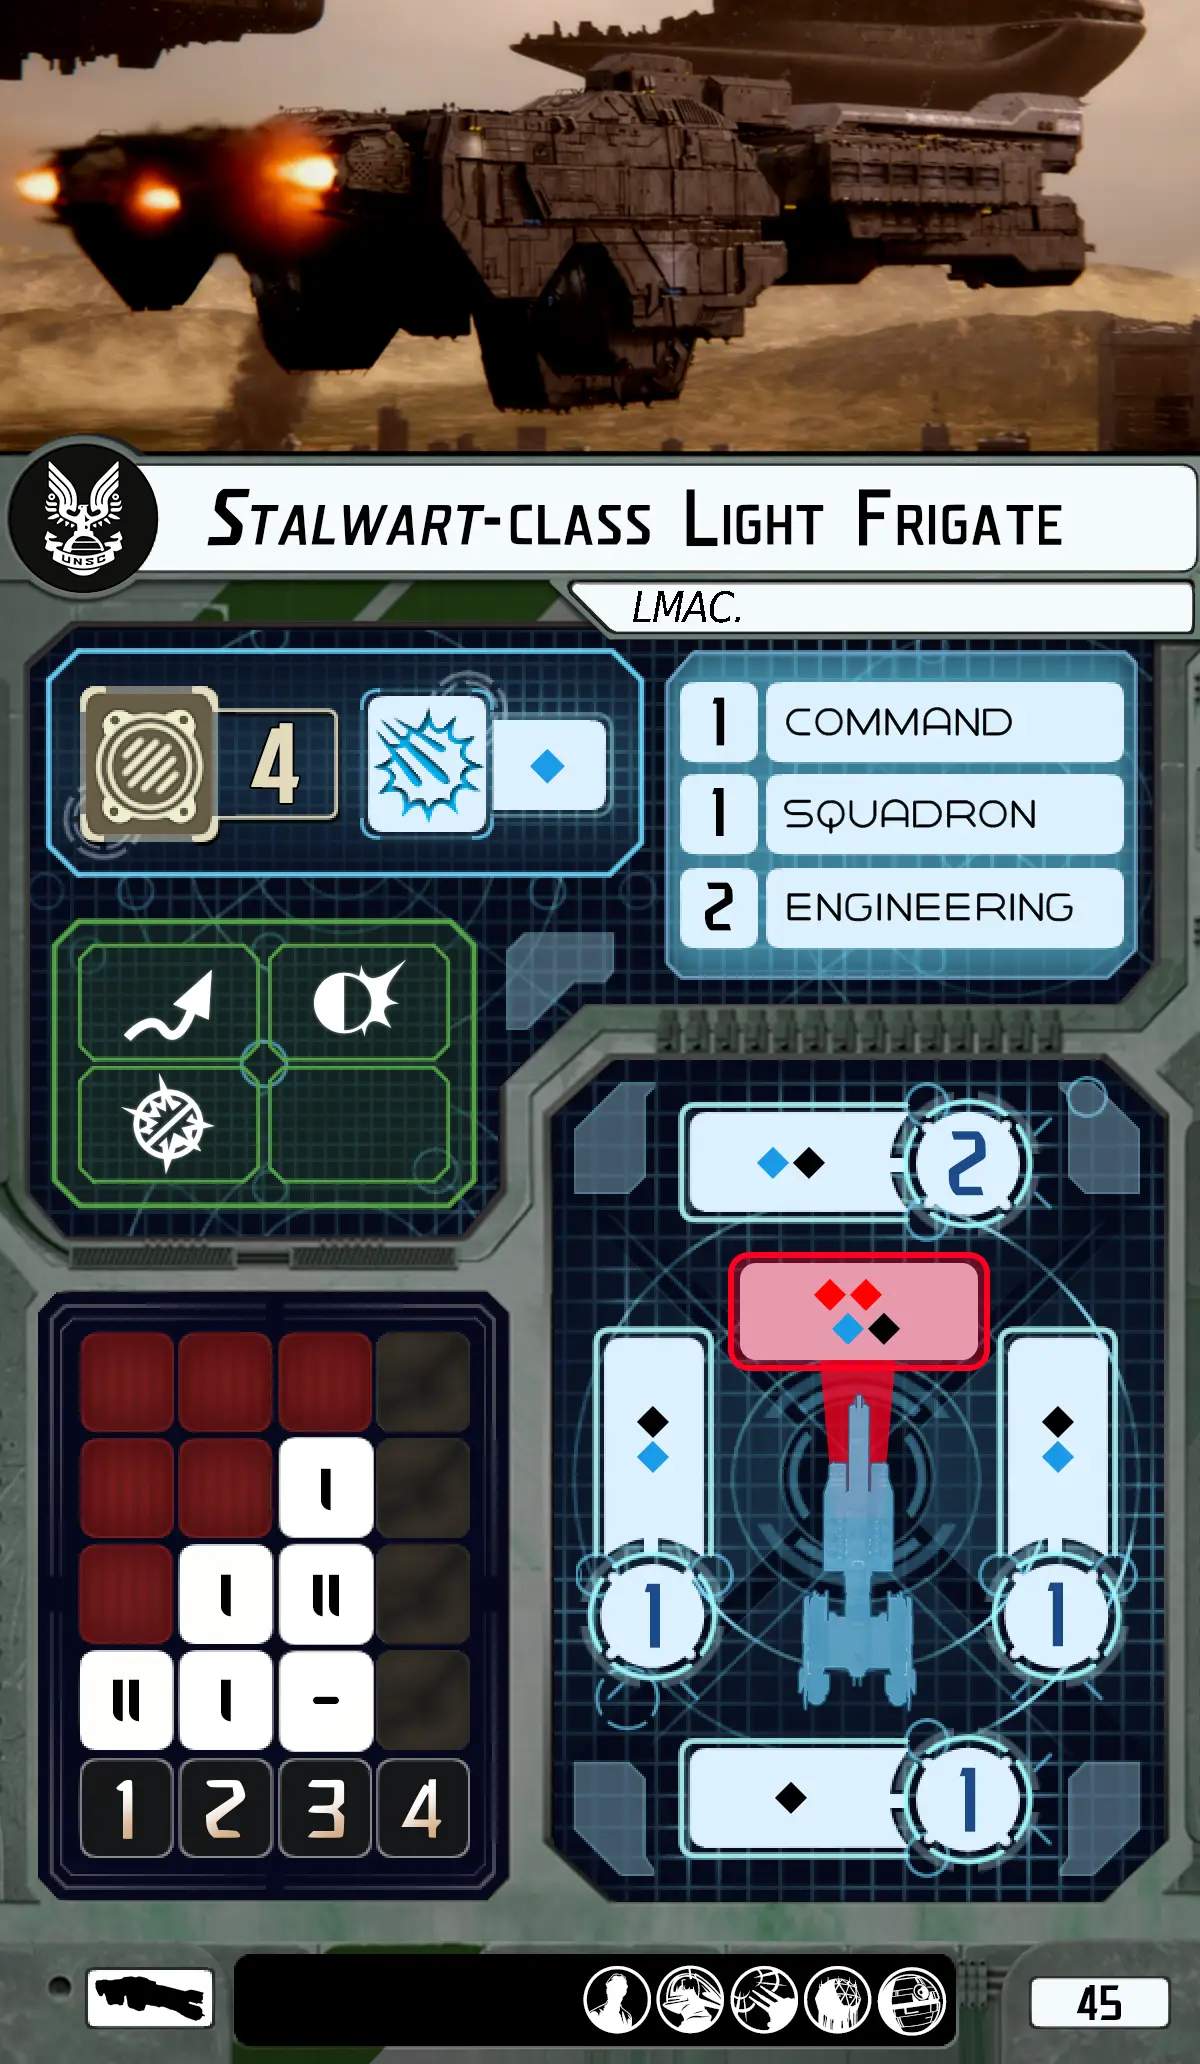 STALWART-CLASS LIGHT FRIGATE
UNSC
LMAC.
4
1 COMMAND
1 SQUADRON
2 ENGINEERING
2
I
I II
II I -
1 1
1 2 3 4
1
45